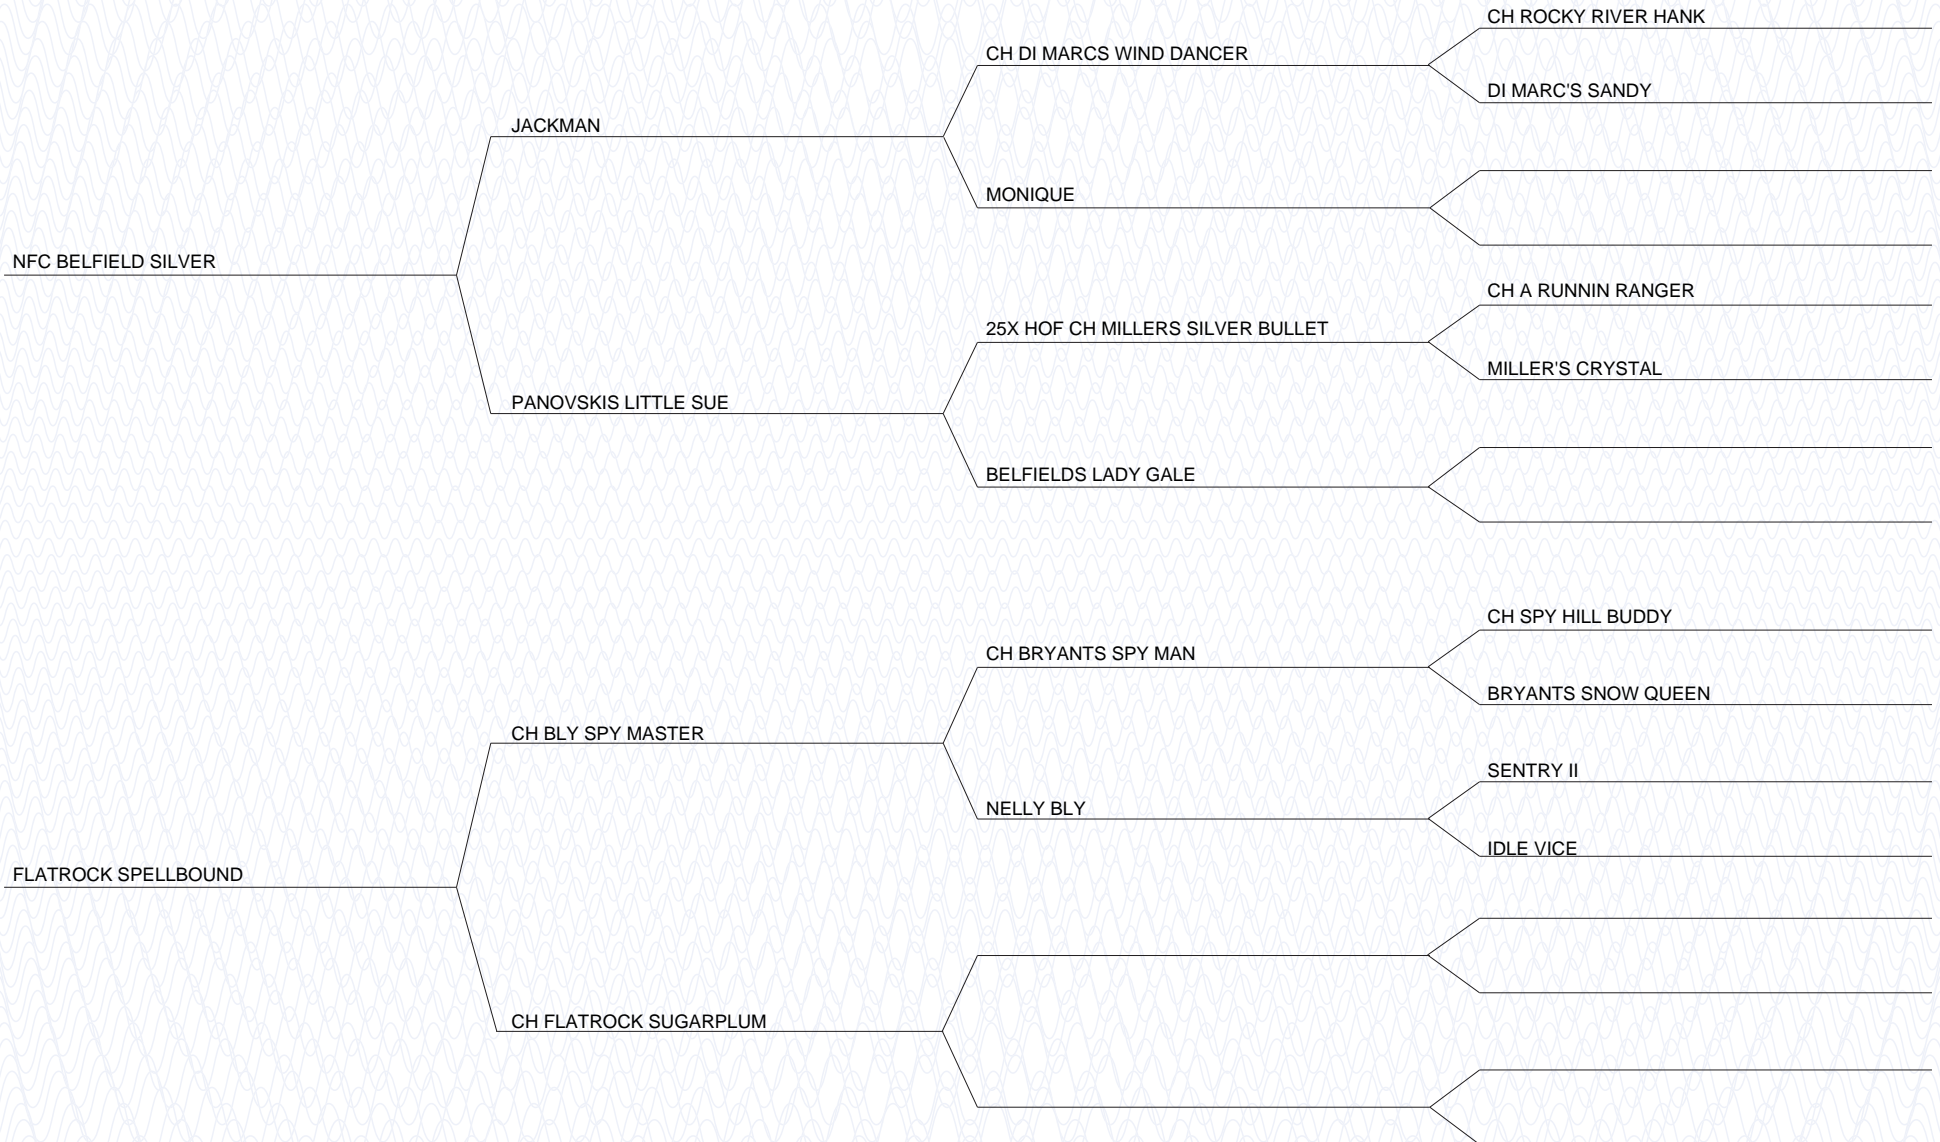 CH ROCKY RIVER HANK
CH DI MARCS WIND DANCER
DI MARC'S SANDY
JACKMAN
MONIQUE
NFC BELFIELD SILVER
CH A RUNNIN RANGER
25X HOF CH MILLERS SILVER BULLET
MILLER'S CRYSTAL
PANOVSKIS LITTLE SUE
BELFIELDS LADY GALE
CH SPY HILL BUDDY
CH BRYANTS SPY MAN
BRYANTS SNOW QUEEN
CH BLY SPY MASTER
SENTRY II
NELLY BLY
IDLE VICE
FLATROCK SPELLBOUND
CH FLATROCK SUGARPLUM